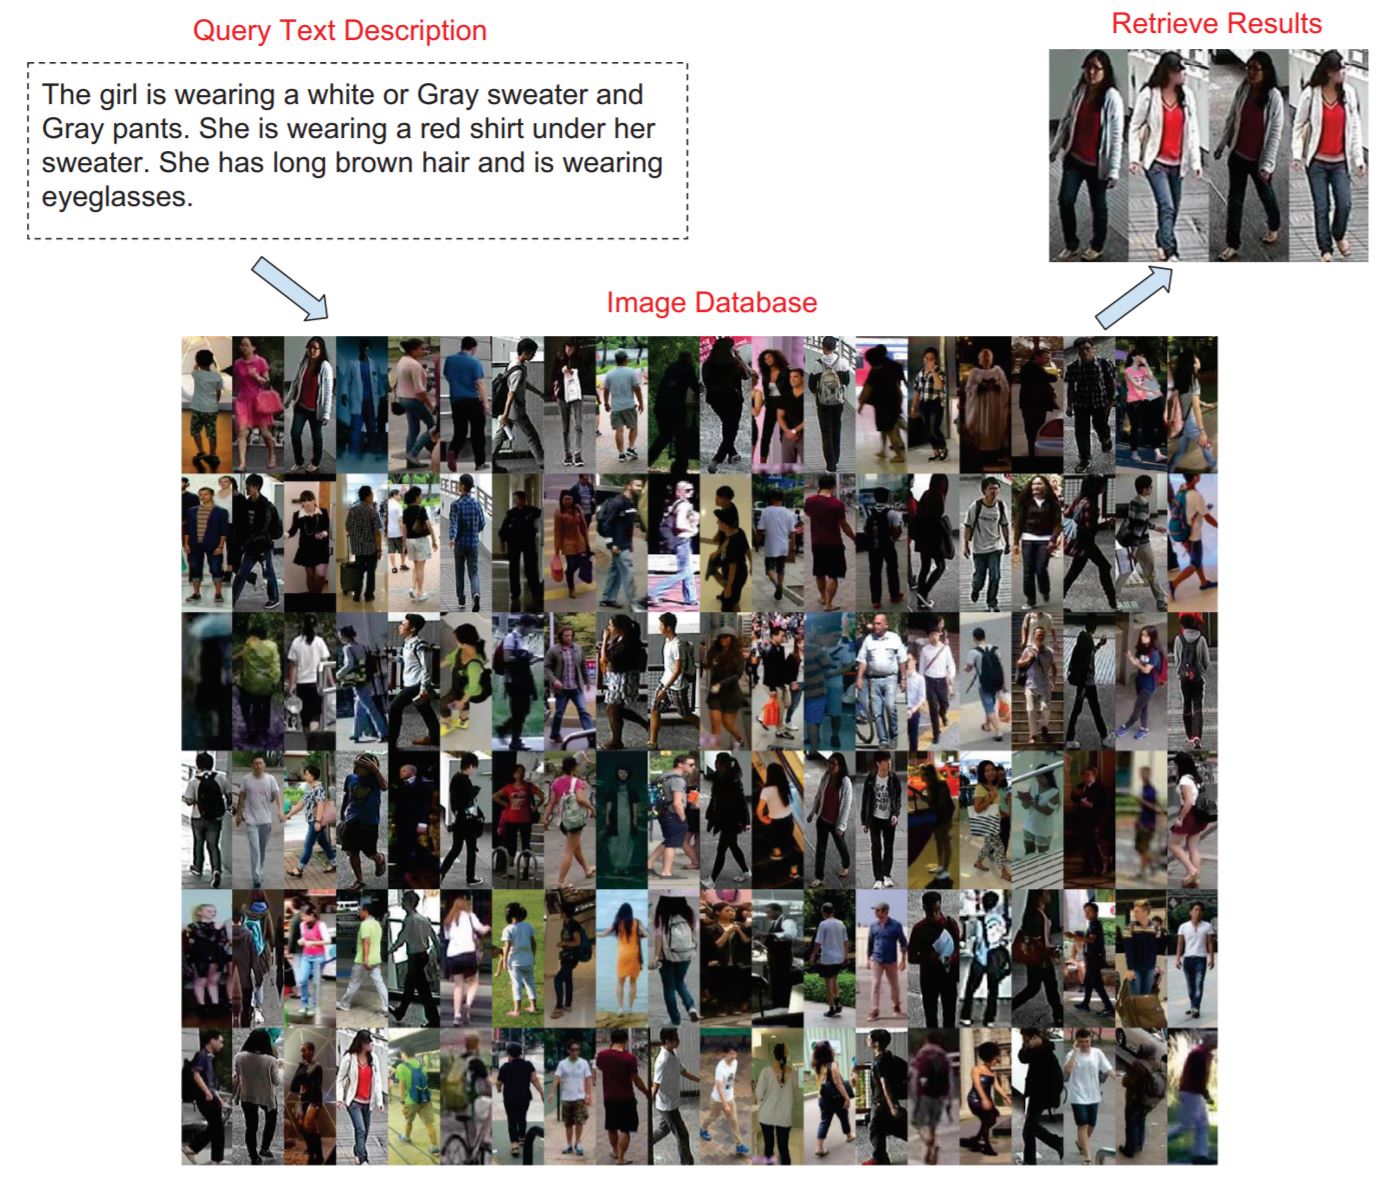 Query Text Description
Retrieve Results
The girl is wearing a white or Gray sweater and
Gray pants. She is wearing a red shirt under her
sweater. She has long brown hair and is wearing
eyeglasses.
Image Database